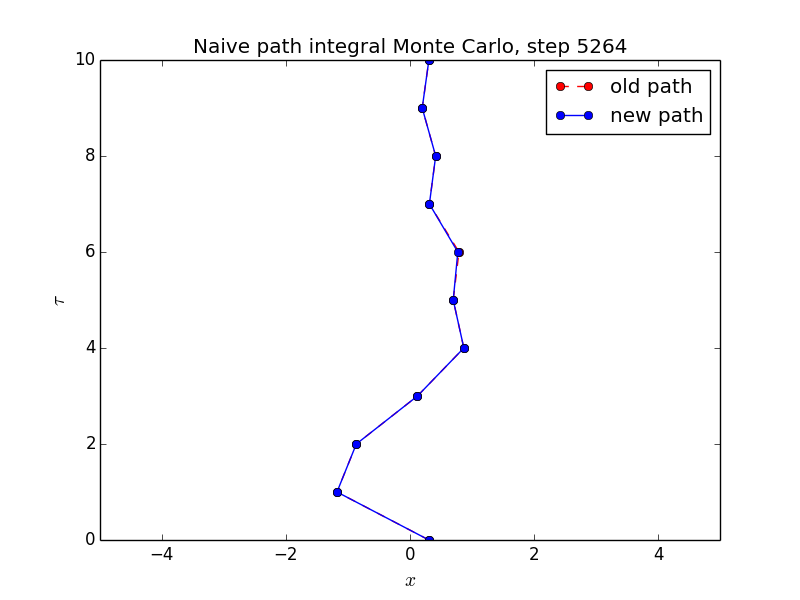 Naive path integral Monte Carlo, step 5264
old path
new path
10
8
6
4
2
0
τ
−4 −2 0 2 4
x